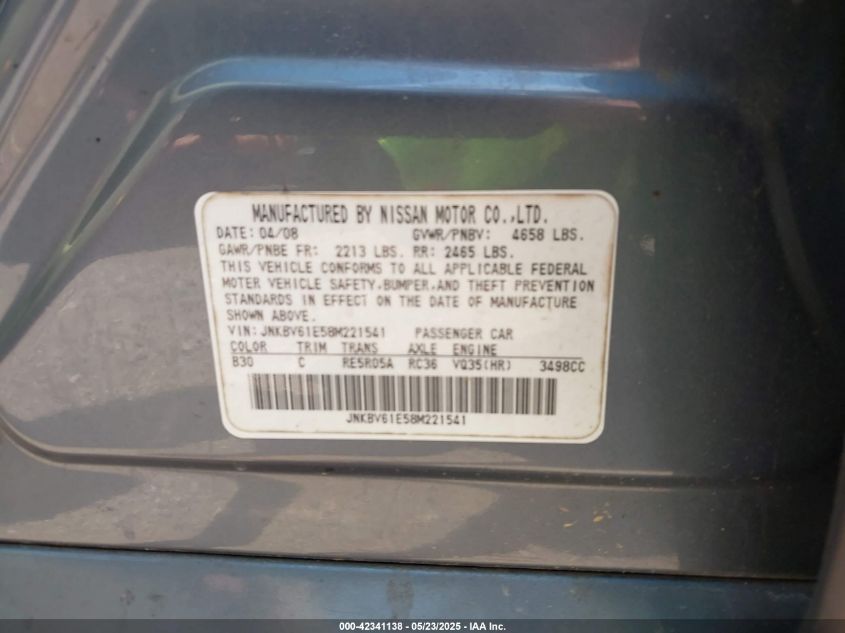 MANUFACTURED BY NISSAN MOTOR CO.,LTD.
DATE: 04/08 GVWR/PNBV: 4658 LBS.
GAWR/PNBE FR: 2213 LBS. RR: 2465 LBS.
THIS VEHICLE CONFORMS TO ALL APPLICABLE FEDERAL
MOTER VEHICLE SAFETY,BUMPER,AND THEFT PREVENTION
STANDARDS IN EFFECT ON THE DATE OF MANUFACTURE
SHOWN ABOVE.
VIN: JNKBV61E58M221541 PASSENGER CAR
COLOR TRIM TRANS AXLE ENGINE
B30 C RE5R05A RC36 VQ35(HR) 3498CC
JNKBV61E58M221541
000-42341138 - 05/23/2025 - IAA Inc.